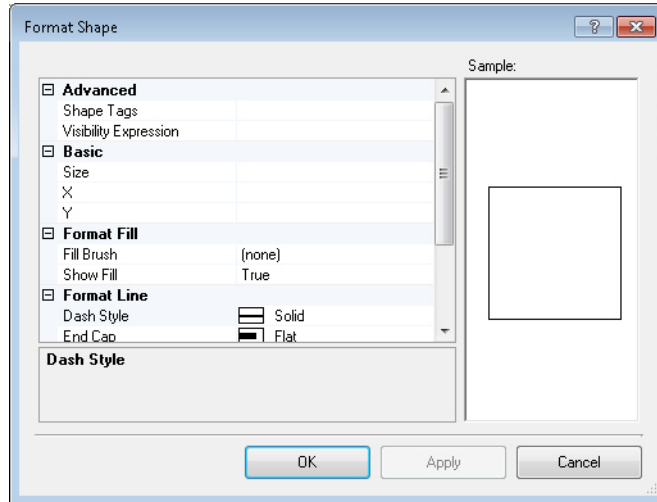 Format Shape
Sample:
Advanced
Shape Tags
Visibility Expression
Basic
Size
X
Y
Format Fill
Fill Brush (none)
Show Fill True
Format Line
Dash Style Solid
End Cap Flat
Dash Style
OK Apply Cancel